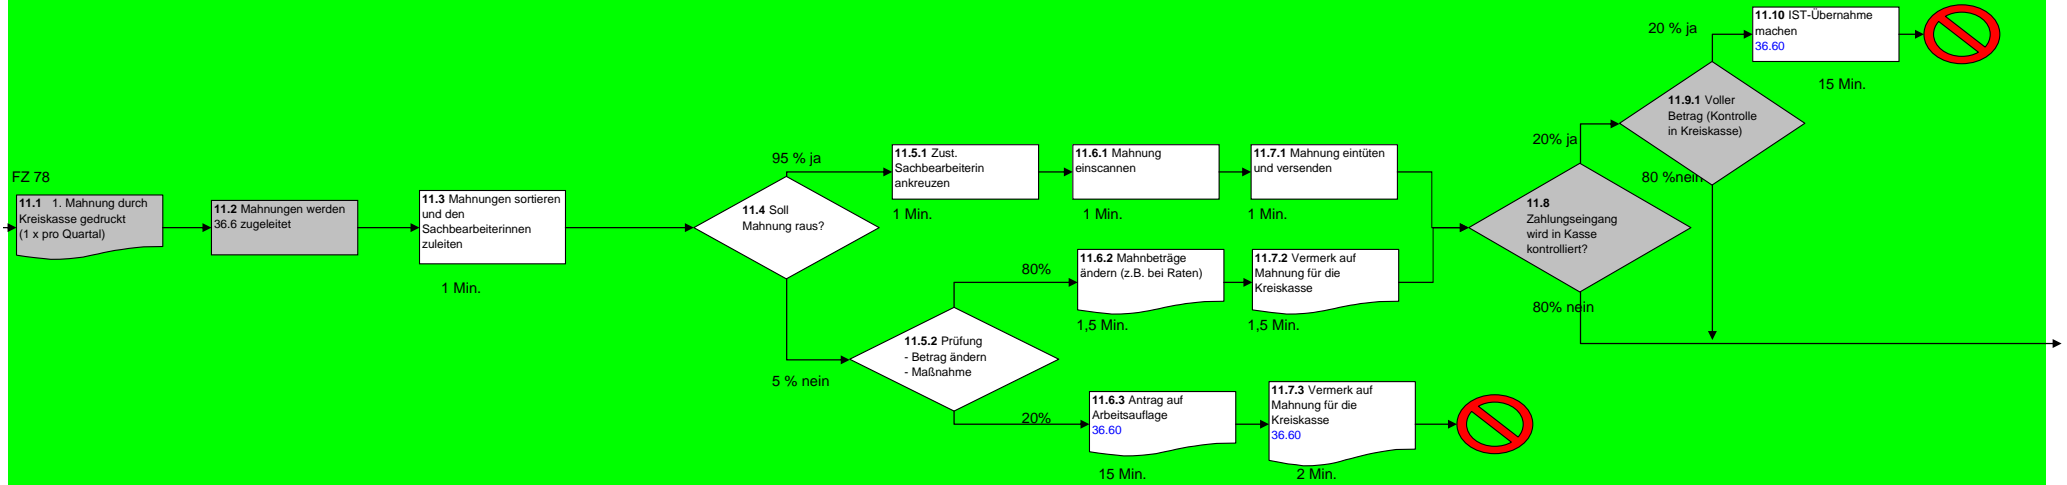 FZ 78
11.1 1. Mahnung durch
Kreiskasse gedruckt
(1 x pro Quartal)
11.2 Mahnungen werden
36.6 zugeleitet
11.3 Mahnungen sortieren
und den
Sachbearbeiterinnen
zuleiten
1 Min.
11.4 Soll
Mahnung raus?
95 % ja
5 % nein
11.5.1 Zust.
Sachbearbeiterin
ankreuzen
1 Min.
11.6.1 Mahnung
einscannen
1 Min.
11.7.1 Mahnung eintüten
und versenden
1 Min.
11.5.2 Prüfung
- Betrag ändern
- Maßnahme
80%
20%
11.6.2 Mahnbeträge
ändern (z.B. bei Raten)
1,5 Min.
11.7.2 Vermerk auf
Mahnung für die
Kreiskasse
1,5 Min.
11.6.3 Antrag auf
Arbeitsauflage
36.60
15 Min.
11.7.3 Vermerk auf
Mahnung für die
Kreiskasse
36.60
2 Min.
11.8
Zahlungseingang
wird in Kasse
kontrolliert?
20% ja
80% nein
11.9.1 Voller
Betrag (Kontrolle
in Kreiskasse)
20 % ja
80 %nein
11.10 IST-Übernahme
machen
36.60
15 Min.